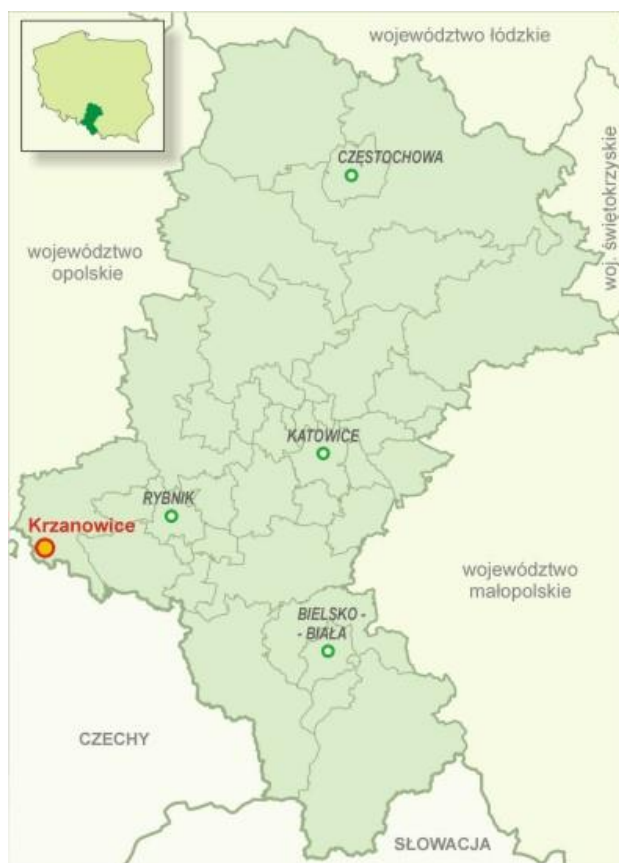 województwo łódzkie
woj. świętokrzyskie
CZĘSTOCHOWA
województwo
opolskie
KATOWICE
RYBNIK
Krzanowice
województwo
małopolskie
BIELSKO -
- BIAŁA
CZECHY
SŁOWACJA